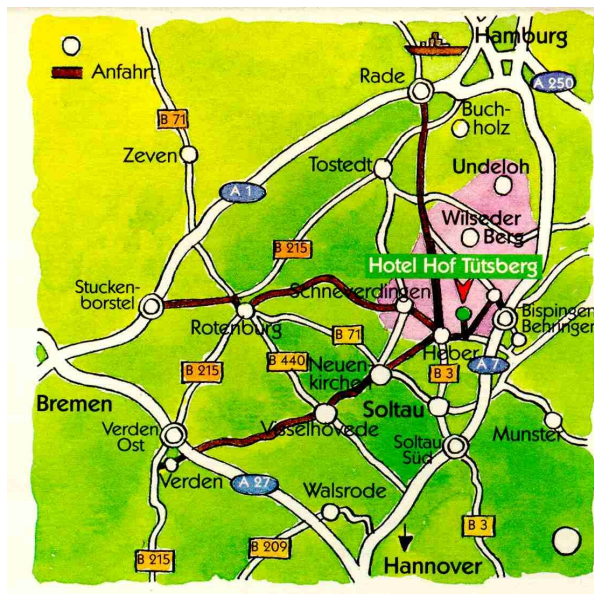 Hamburg
Anfahrt
Rade
A 250
Buch-
holz
B 71
Zeven
Tostedt
Undeloh
A 1
Wilseder
Berg
B 215
Hotel Hof Tütsberg
Stucken-
borstel
Schneverdingen
Rotenburg
Bispingen
Behringen
B 71
Heber
Neuen-
kirchen
B 440
B 3
A 7
B 215
Bremen
Soltau
Verden
Ost
Visselhövede
Soltau
Süd
Munster
Verden
A 27
Walsrode
B 3
B 209
B 215
Hannover